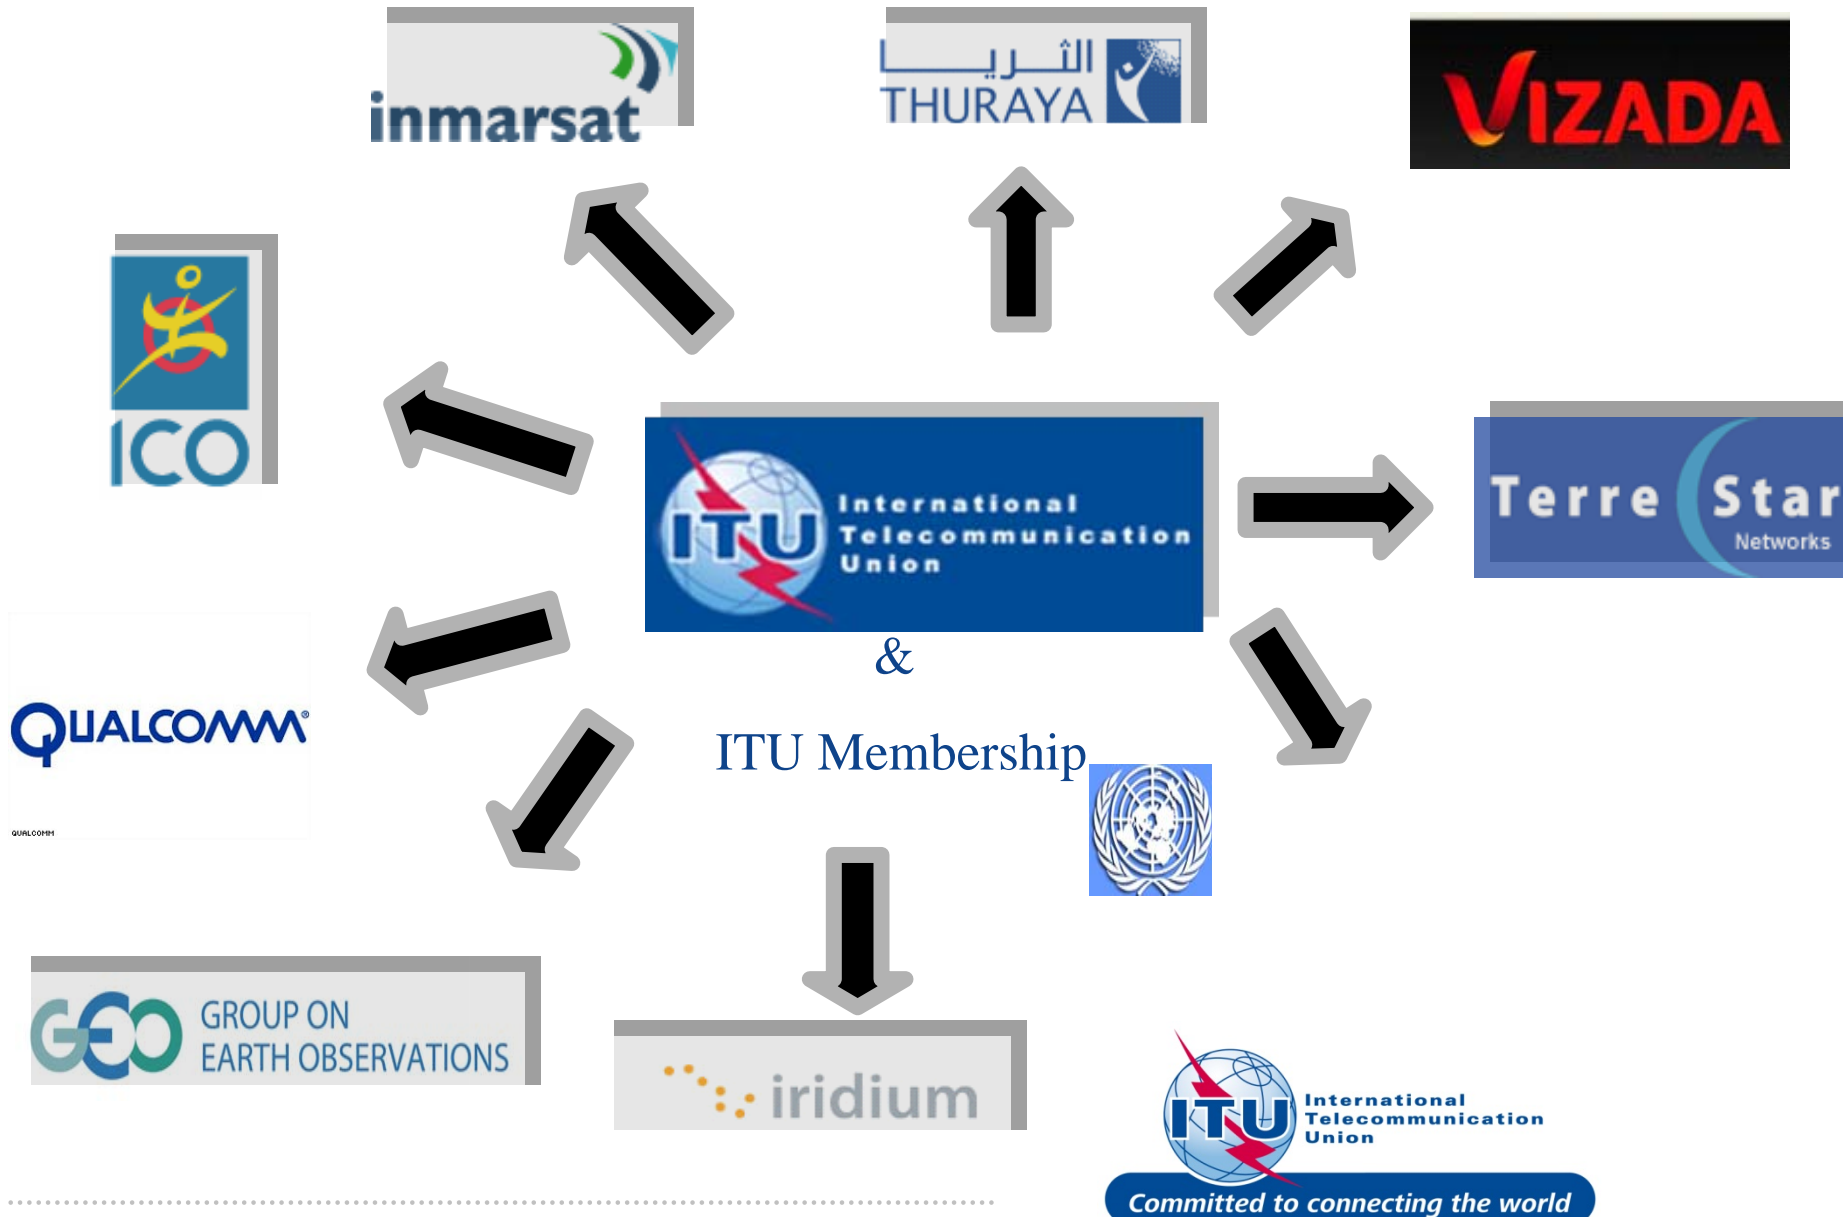 inmarsat
الثريا
THURAYA
VIZADA
ICO
ITU
International
Telecommunication
Union
Terre Star
Networks
&
ITU Membership
QUALCOMM®
QUALCOMM
GEO
GROUP ON
EARTH OBSERVATIONS
iridium
ITU
International
Telecommunication
Union
Committed to connecting the world